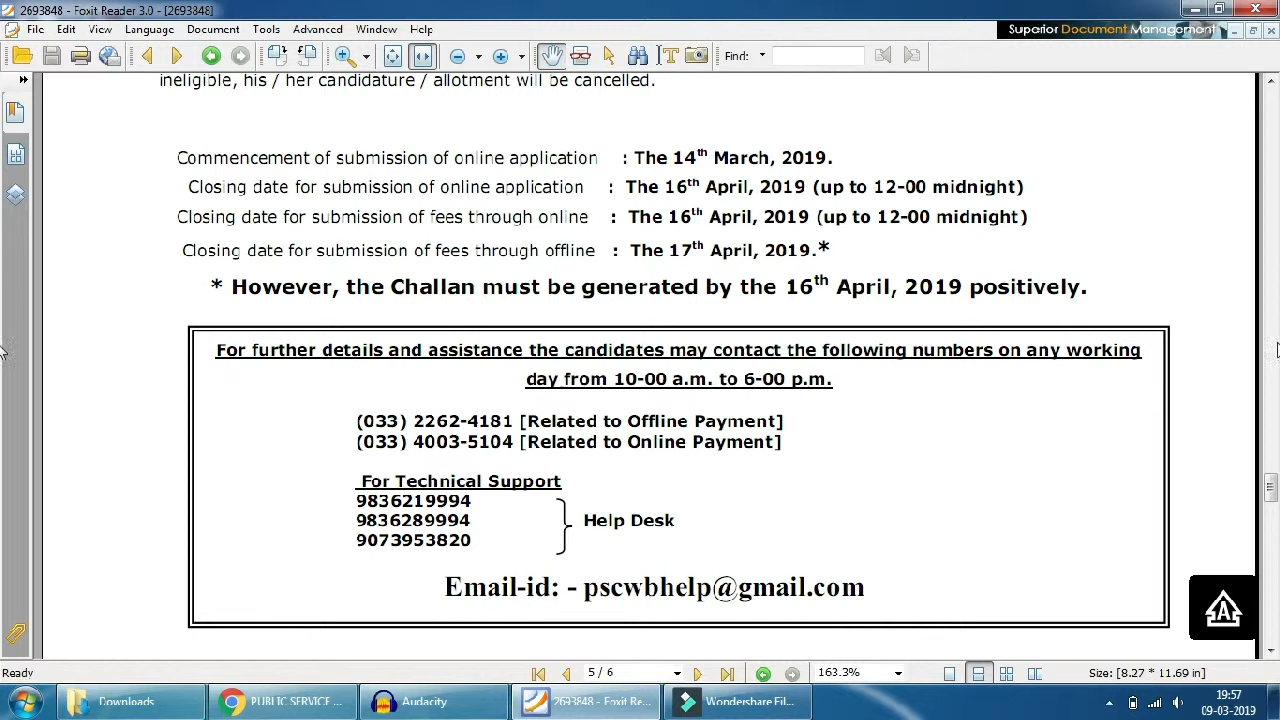 2693848 - Foxit Reader 3.0 - [2693848]
File Edit View Language Document Tools Advanced Window Help
Superior Document Management
Find:
ineligible, his / her candidature / allotment will be cancelled.
Commencement of submission of online application : The 14th March, 2019.
Closing date for submission of online application : The 16th April, 2019 (up to 12-00 midnight)
Closing date for submission of fees through online : The 16th April, 2019 (up to 12-00 midnight)
Closing date for submission of fees through offline : The 17th April, 2019.*
* However, the Challan must be generated by the 16th April, 2019 positively.
For further details and assistance the candidates may contact the following numbers on any working
day from 10-00 a.m. to 6-00 p.m.
(033) 2262-4181 [Related to Offline Payment]
(033) 4003-5104 [Related to Online Payment]
For Technical Support
9836219994
9836289994
9073953820
Help Desk
Email-id: - pscwbhelp@gmail.com
Ready
5 / 6
163.3%
Size: [8.27 * 11.69 in]
Downloads
PUBLIC SERVICE ...
Audacity
2693848 - Foxit Re...
Wondershare Fil...
19:57
09-03-2019